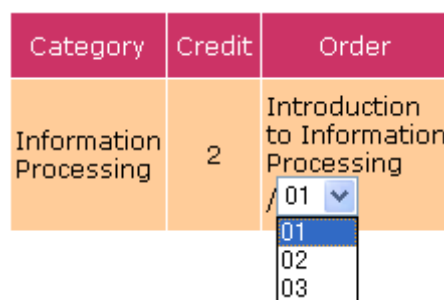 Category Credit Order
Information Processing 2 Introduction to Information Processing
/ 01
01
02
03